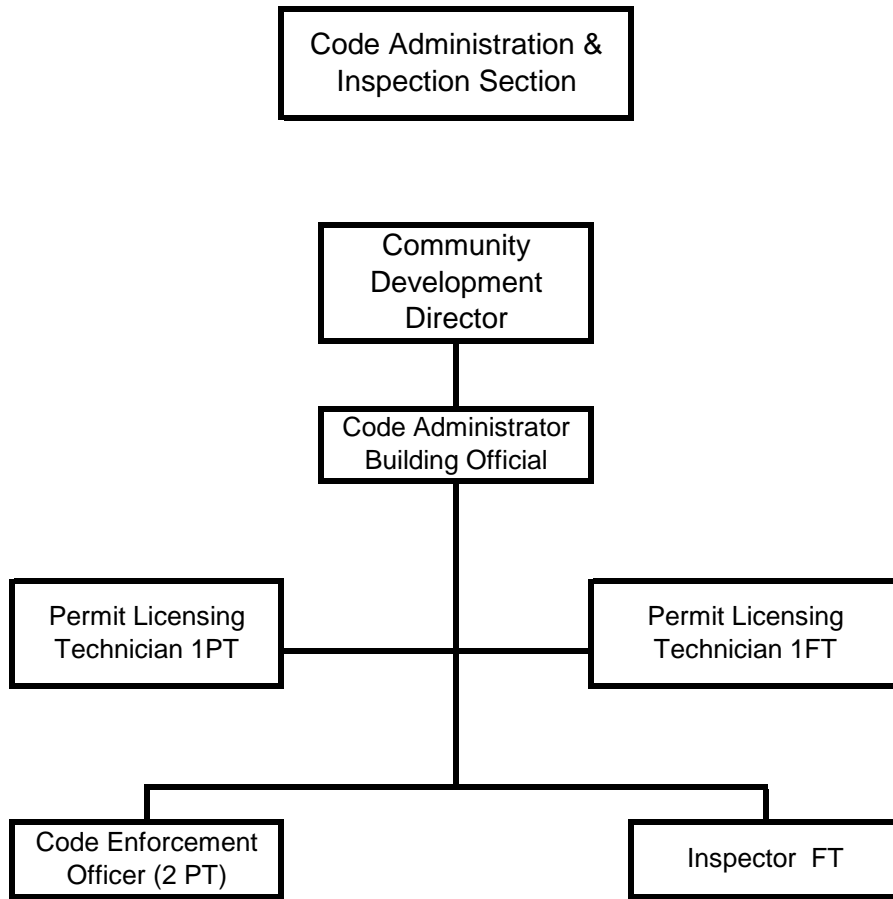 Code Administration &
Inspection Section
Community
Development
Director
Code Administrator
Building Official
Permit Licensing
Technician 1PT
Permit Licensing
Technician 1FT
Code Enforcement
Officer (2 PT)
Inspector FT